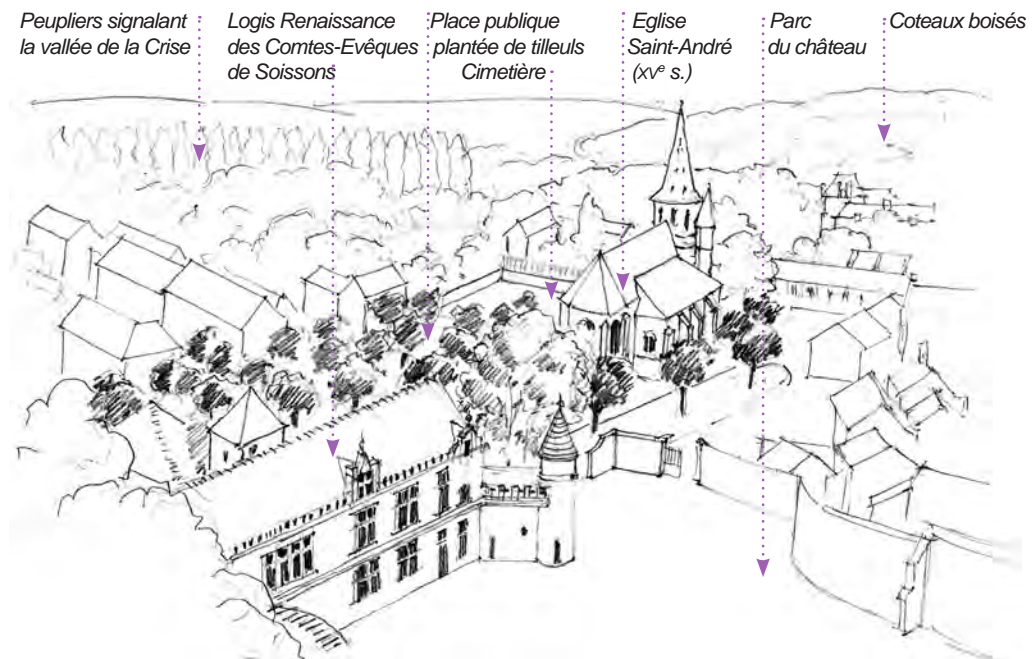 Peupliers signalant
la vallée de la Crise
Logis Renaissance
des Comtes-Evêques
de Soissons
Place publique
plantée de tilleuls
Cimetière
Eglise
Saint-André
(XVe s.)
Parc
du château
Coteaux boisés